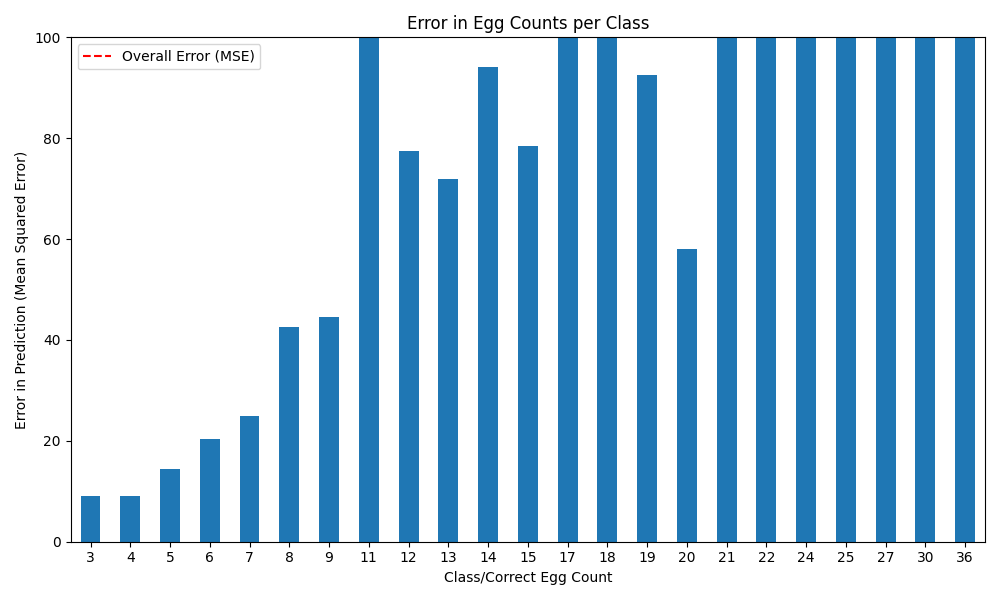 Error in Egg Counts per Class
Overall Error (MSE)
Error in Prediction (Mean Squared Error)
100
80
60
40
20
0
3 4 5 6 7 8 9 11 12 13 14 15 17 18 19 20 21 22 24 25 27 30 36
Class/Correct Egg Count